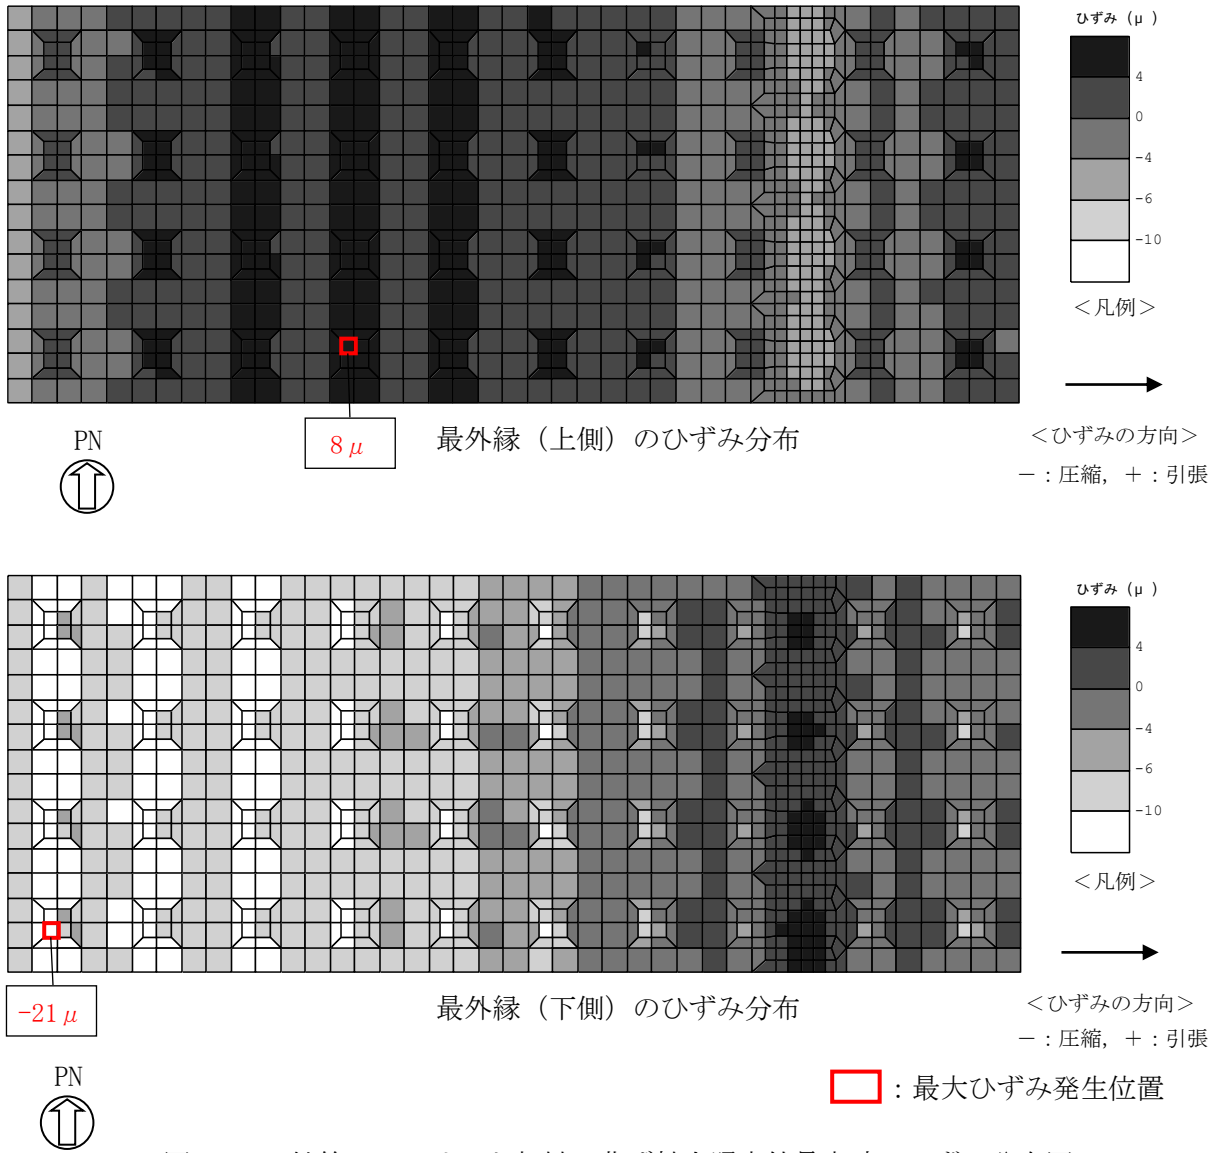 ひずみ (μ )
4
0
-4
-6
-10
＜凡例＞
8μ
最外縁（上側）のひずみ分布
＜ひずみの方向＞
－：圧縮，＋：引張
PN
ひずみ (μ )
4
0
-4
-6
-10
＜凡例＞
-21μ
最外縁（下側）のひずみ分布
＜ひずみの方向＞
－：圧縮，＋：引張
PN
：最大ひずみ発生位置